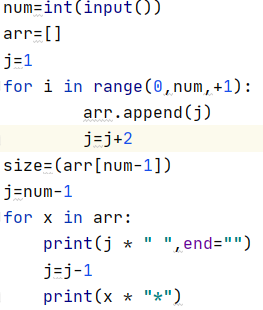 num=int(input())
arr=[]
j=1
for i in range(0,num,+1):
        arr.append(j)
        j=j+2
size=(arr[num-1])
j=num-1
for x in arr:
    print(j * " ",end="")
    j=j-1
    print(x * "*")